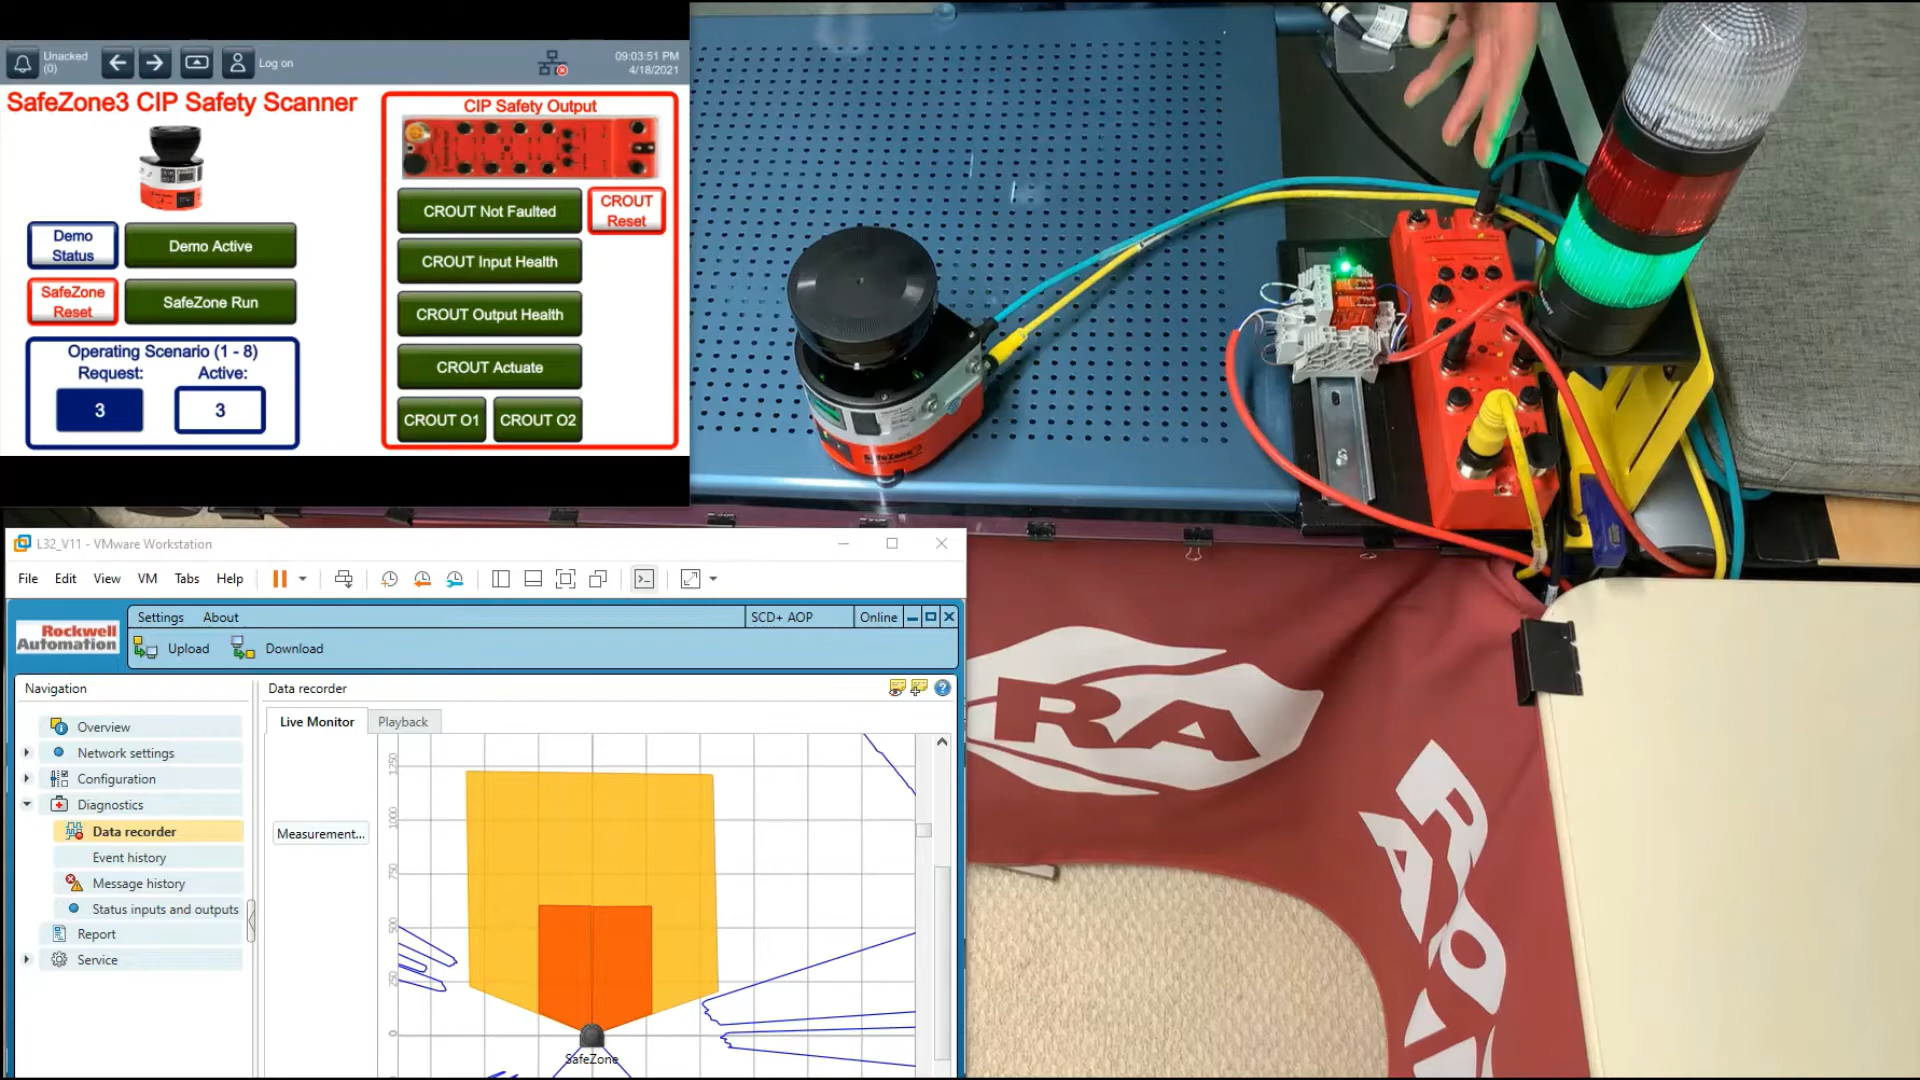 Unacked
(0)
Log on
09:03:51 PM
4/18/2021
SafeZone3 CIP Safety Scanner
Demo
Status
Demo Active
SafeZone
Reset
SafeZone Run
Operating Scenario (1 - 8)
Request:
Active:
3
3
CIP Safety Output
CROUT Not Faulted
CROUT
Reset
CROUT Input Health
CROUT Output Health
CROUT Actuate
CROUT O1
CROUT O2
SafeZone3
L32_V11 - VMware Workstation
File
Edit
View
VM
Tabs
Help
Rockwell
Automation
Settings
About
SCD+ AOP
Online
Upload
Download
Navigation
Overview
Network settings
Configuration
Diagnostics
Data recorder
Event history
Message history
Status inputs and outputs
Report
Service
Data recorder
Live Monitor
Playback
Measurement...
1250
1000
750
500
250
0
SafeZone
RA
ROK
RA